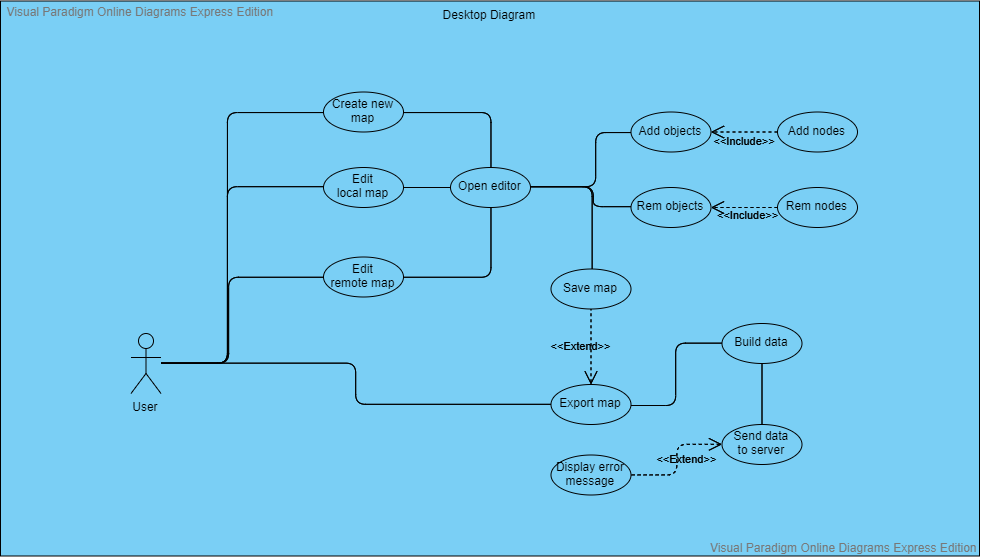 Visual Paradigm Online Diagrams Express Edition
Desktop Diagram
Create new
map
Edit
local map
Open editor
Edit
remote map
Add objects
<<Include>>
Add nodes
Rem objects
<<Include>>
Rem nodes
Save map
<<Extend>>
Build data
User
Export map
Send data
to server
<<Extend>>
Display error
message
Visual Paradigm Online Diagrams Express Edition